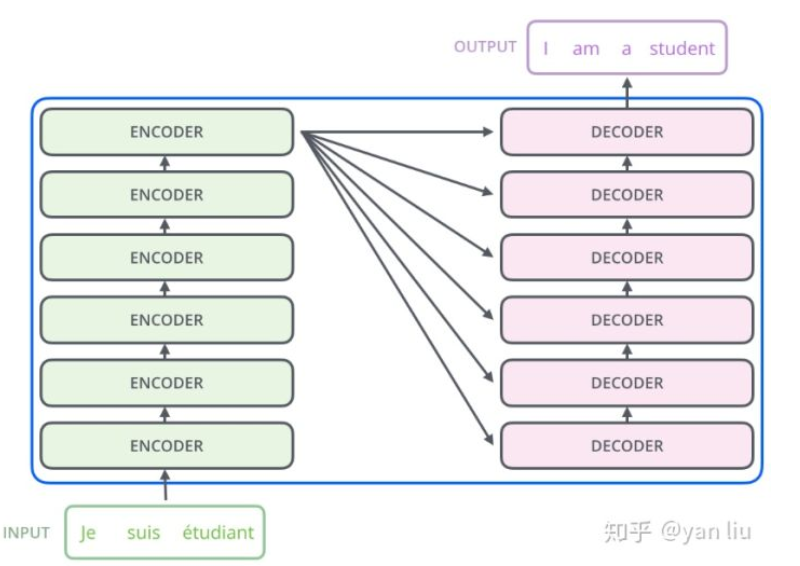 OUTPUT I am a student
ENCODER DECODER
ENCODER DECODER
ENCODER DECODER
ENCODER DECODER
ENCODER DECODER
ENCODER DECODER
INPUT Je suis étudiant
知乎 @yan liu